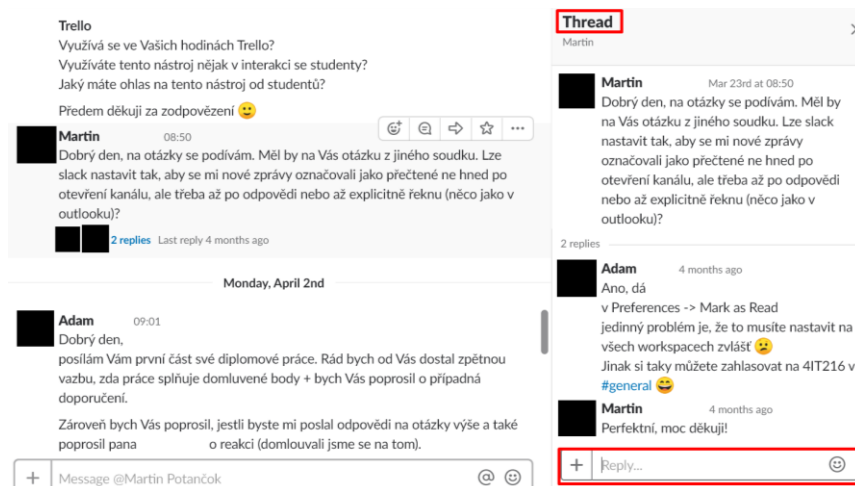 Trello
Využívá se ve Vašich hodinách Trello?
Využíváte tento nástroj nějak v interakci se studenty?
Jaký máte ohlas na tento nástroj od studentů?
Předem děkuji za zodpovězení 🙂
Martin 08:50
Dobrý den, na otázky se podívám. Měl by na Vás otázku z jiného soudku. Lze
slack nastavit tak, aby se mi nové zprávy označovali jako přečtené ne hned po
otevření kanálu, ale třeba až po odpovědi nebo až explicitně řeknu (něco jako v
outlooku)?
2 replies Last reply 4 months ago
Monday, April 2nd
Adam 09:01
Dobrý den,
posílám Vám první část své diplomové práce. Rád bych od Vás dostal zpětnou
vazbu, zda práce splňuje domluvené body + bych Vás poprosil o případná
doporučení.
Zároveň bych Vás poprosil, jestli byste mi poslal odpovědi na otázky výše a také
poprosil pana o reakci (domlouvali jsme se na tom).
+ Message @Martin Potančok @
Thread
Martin
Martin Mar 23rd at 08:50
Dobrý den, na otázky se podívám. Měl by
na Vás otázku z jiného soudku. Lze slack
nastavit tak, aby se mi nové zprávy
označovali jako přečtené ne hned po
otevření kanálu, ale třeba až po odpovědi
nebo až explicitně řeknu (něco jako v
outlooku)?
2 replies
Adam 4 months ago
Ano, dá
v Preferences -> Mark as Read
jedinný problém je, že to musíte nastavit na
všech workspacech zvlášť 😕
Jinak si taky můžete zahlasovat na 4IT216 v
#general 😄
Martin 4 months ago
Perfektní, moc děkuji!
+ Reply...